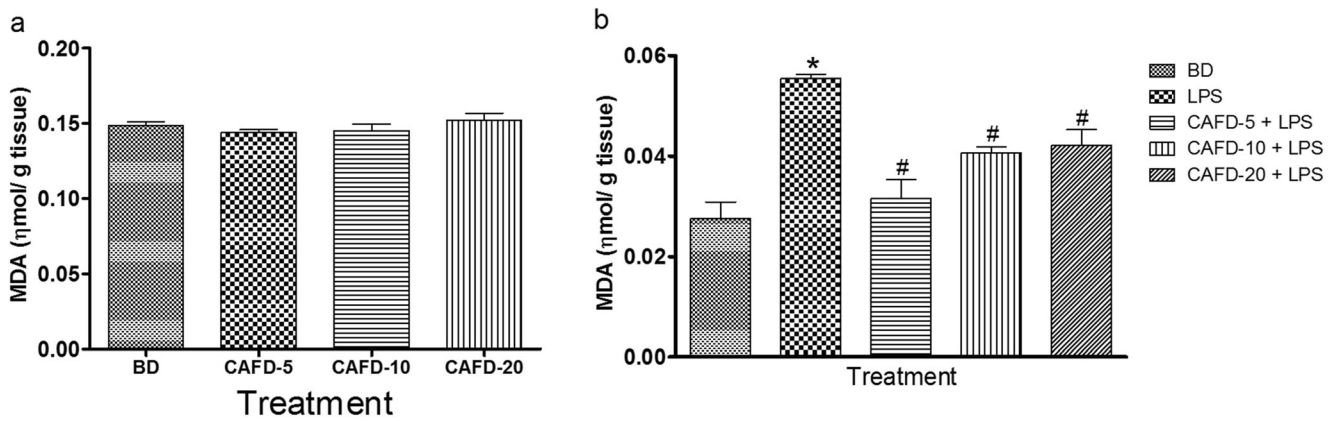 a
MDA (ηmol/ g tissue)
0.20
0.15
0.10
0.05
0.00
BD CAFD-5 CAFD-10 CAFD-20
Treatment
b
MDA (ηmol/ g tissue)
0.06
0.04
0.02
0.00
* # # #
Treatment
BD
LPS
CAFD-5 + LPS
CAFD-10 + LPS
CAFD-20 + LPS